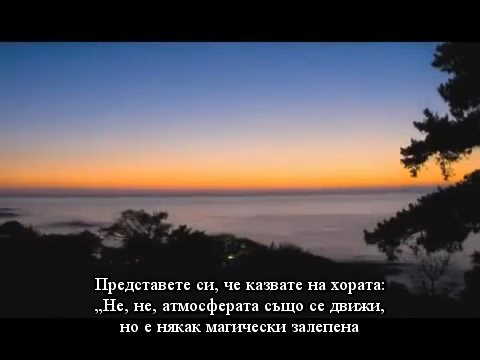 Представете си, че казвате на хората:
„Не, не, атмосферата също се движи,
но е някак магически залепена